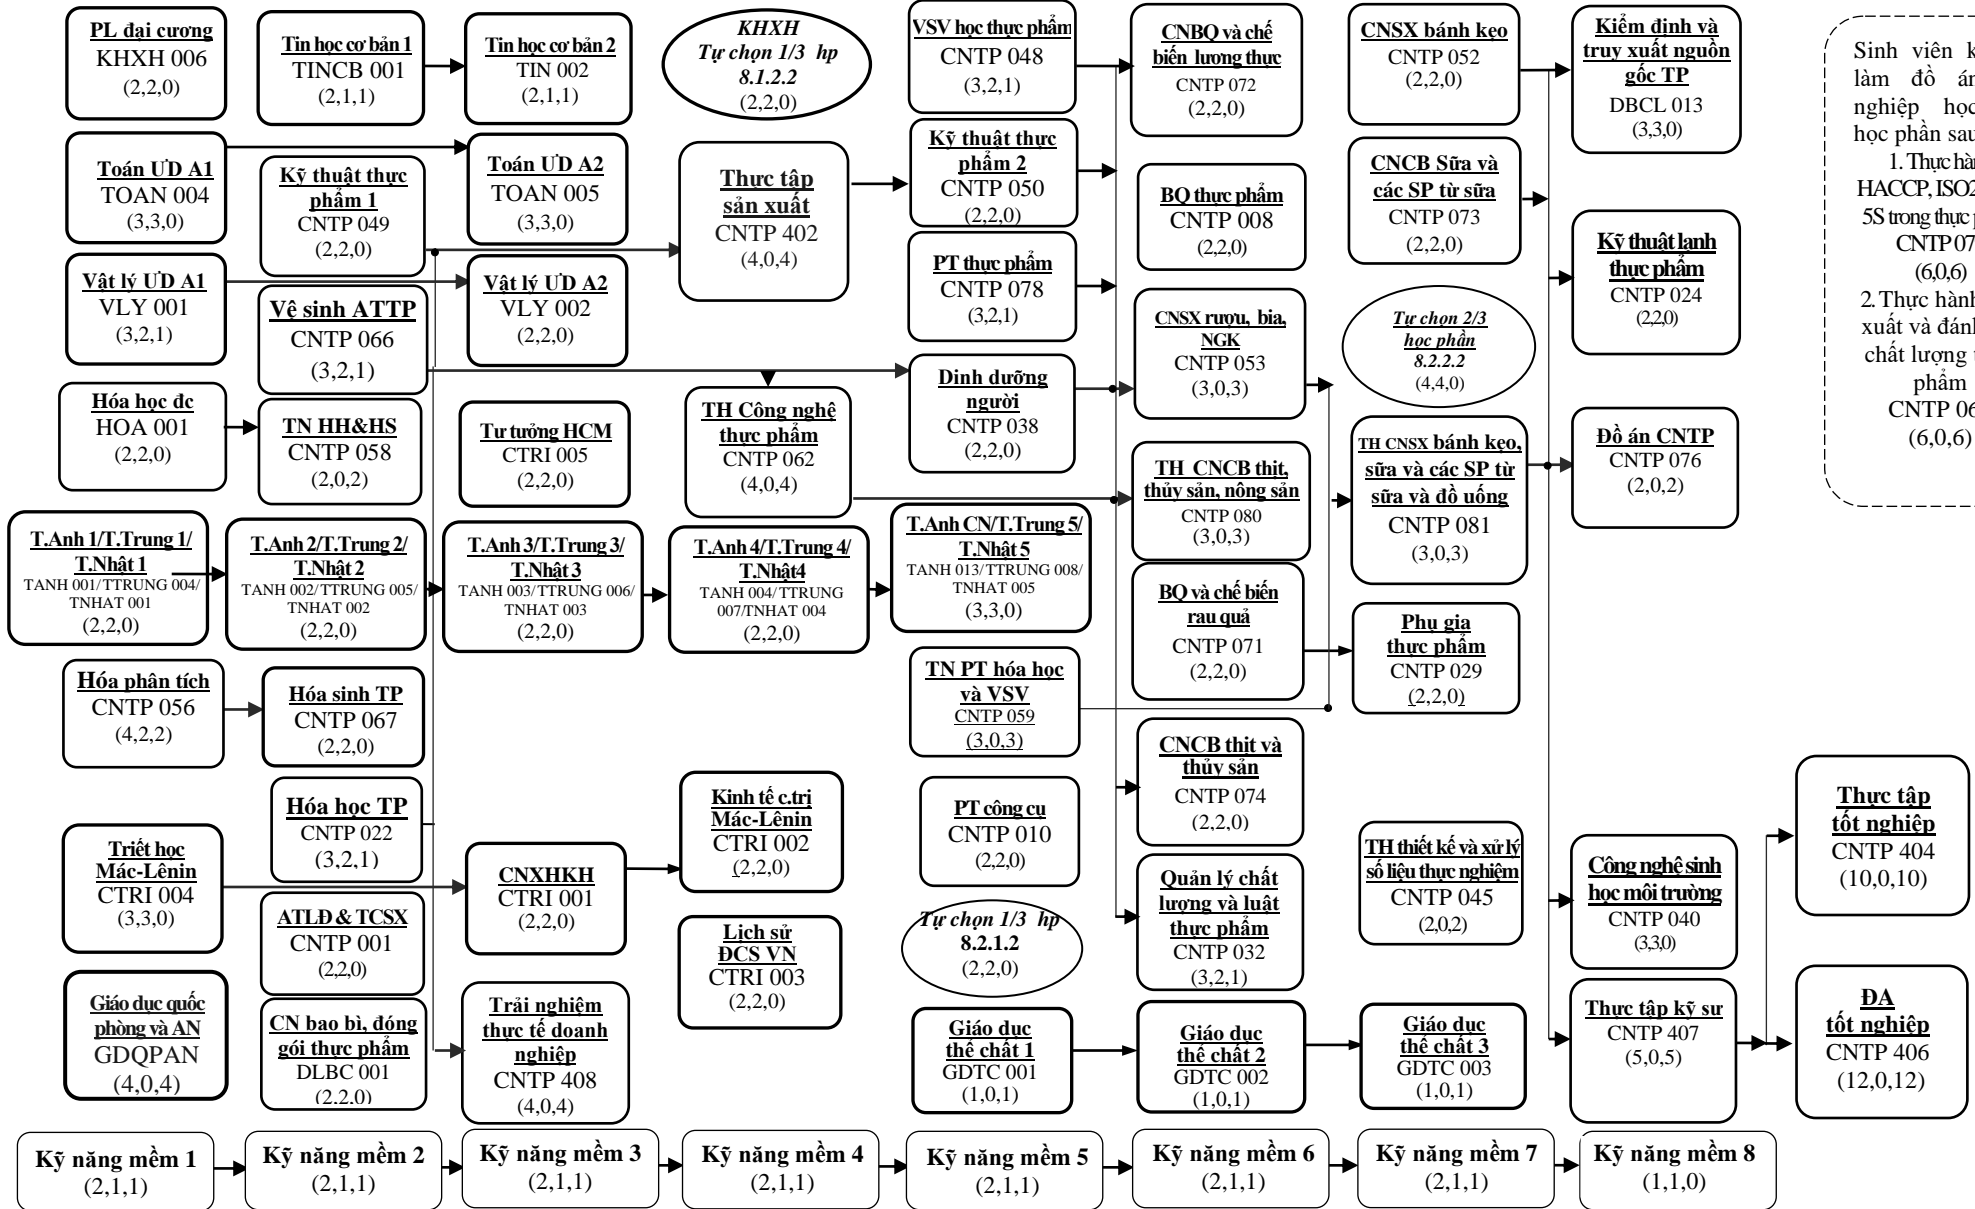 PL đại cương
KHXH 006
(2,2,0)
Toán ƯD A1
TOAN 004
(3,3,0)
Vật lý ƯD A1
VLY 001
(3,2,1)
Hóa học đc
HOA 001
(2,2,0)
T.Anh 1/T.Trung 1/
T.Nhật 1
TANH 001/TTRUNG 004/
TNHAT 001
(2,2,0)
Hóa phân tích
CNTP 056
(4,2,2)
Triết học
Mác-Lênin
CTRI 004
(3,3,0)
Giáo dục quốc
phòng và AN
GDQPAN
(4,0,4)
Kỹ năng mềm 1
(2,1,1)
Tin học cơ bản 1
TINCB 001
(2,1,1)
Kỹ thuật thực
phẩm 1
CNTP 049
(2,2,0)
Vệ sinh ATTP
CNTP 066
(3,2,1)
TN HH&HS
CNTP 058
(2,0,2)
T.Anh 2/T.Trung 2/
T.Nhật 2
TANH 002/TTRUNG 005/
TNHAT 002
(2,2,0)
Hóa sinh TP
CNTP 067
(2,2,0)
Hóa học TP
CNTP 022
(3,2,1)
ATLĐ & TCSX
CNTP 001
(2,2,0)
CN bao bì, đóng
gói thực phẩm
DLBC 001
(2,2,0)
Kỹ năng mềm 2
(2,1,1)
Tin học cơ bản 2
TIN 002
(2,1,1)
Toán ƯD A2
TOAN 005
(3,3,0)
Vật lý ƯD A2
VLY 002
(2,2,0)
Tư tưởng HCM
CTRI 005
(2,2,0)
T.Anh 3/T.Trung 3/
T.Nhật 3
TANH 003/TTRUNG 006/
TNHAT 003
(2,2,0)
CNXHKH
CTRI 001
(2,2,0)
Trải nghiệm
thực tế doanh
nghiệp
CNTP 408
(4,0,4)
Kỹ năng mềm 3
(2,1,1)
KHXH
Tự chọn 1/3 hp
8.1.2.2
(2,2,0)
Thực tập
sản xuất
CNTP 402
(4,0,4)
TH Công nghệ
thực phẩm
CNTP 062
(4,0,4)
T.Anh 4/T.Trung 4/
T.Nhật4
TANH 004/TTRUNG
007/TNHAT 004
(2,2,0)
Kinh tế c.trị
Mác-Lênin
CTRI 002
(2,2,0)
Lịch sử
ĐCS VN
CTRI 003
(2,2,0)
Kỹ năng mềm 4
(2,1,1)
VSV học thực phẩm
CNTP 048
(3,2,1)
Kỹ thuật thực
phẩm 2
CNTP 050
(2,2,0)
PT thực phẩm
CNTP 078
(3,2,1)
Dinh dưỡng
người
CNTP 038
(2,2,0)
T.Anh CN/T.Trung 5/
T.Nhật 5
TANH 013/TTRUNG 008/
TNHAT 005
(3,3,0)
TN PT hóa học
và VSV
CNTP 059
(3,0,3)
PT công cụ
CNTP 010
(2,2,0)
Tự chọn 1/3 hp
8.2.1.2
(2,2,0)
Giáo dục
thể chất 1
GDTC 001
(1,0,1)
Kỹ năng mềm 5
(2,1,1)
CNBQ và chế
biến lương thực
CNTP 072
(2,2,0)
BQ thực phẩm
CNTP 008
(2,2,0)
CNSX rượu, bia,
NGK
CNTP 053
(3,0,3)
TH CNCB thịt,
thủy sản, nông sản
CNTP 080
(3,0,3)
BQ và chế biến
rau quả
CNTP 071
(2,2,0)
CNCB thịt và
thủy sản
CNTP 074
(2,2,0)
Quản lý chất
lượng và luật
thực phẩm
CNTP 032
(3,2,1)
Giáo dục
thể chất 2
GDTC 002
(1,0,1)
Kỹ năng mềm 6
(2,1,1)
CNSX bánh kẹo
CNTP 052
(2,2,0)
CNCB Sữa và
các SP từ sữa
CNTP 073
(2,2,0)
Tự chọn 2/3
học phần
8.2.2.2
(4,4,0)
TH CNSX bánh kẹo,
sữa và các SP từ
sữa và đồ uống
CNTP 081
(3,0,3)
Phụ gia
thực phẩm
CNTP 029
(2,2,0)
TH thiết kế và xử lý
số liệu thực nghiệm
CNTP 045
(2,0,2)
Giáo dục
thể chất 3
GDTC 003
(1,0,1)
Kỹ năng mềm 7
(2,1,1)
Kiểm định và
truy xuất nguồn
gốc TP
DBCL 013
(3,3,0)
Kỹ thuật lạnh
thực phẩm
CNTP 024
(2,2,0)
Đồ án CNTP
CNTP 076
(2,0,2)
Công nghệ sinh
học môi trường
CNTP 040
(3,3,0)
Thực tập kỹ sư
CNTP 407
(5,0,5)
Kỹ năng mềm 8
(1,1,0)
Sinh viên k
làm đồ án
nghiệp học
học phần sau
1. Thực hàn
HACCP, ISO2
5S trong thực p
CNTP 07
(6,0,6)
2. Thực hành
xuất và đánh
chất lượng t
phẩm
CNTP 06
(6,0,6)
Thực tập
tốt nghiệp
CNTP 404
(10,0,10)
ĐA
tốt nghiệp
CNTP 406
(12,0,12)